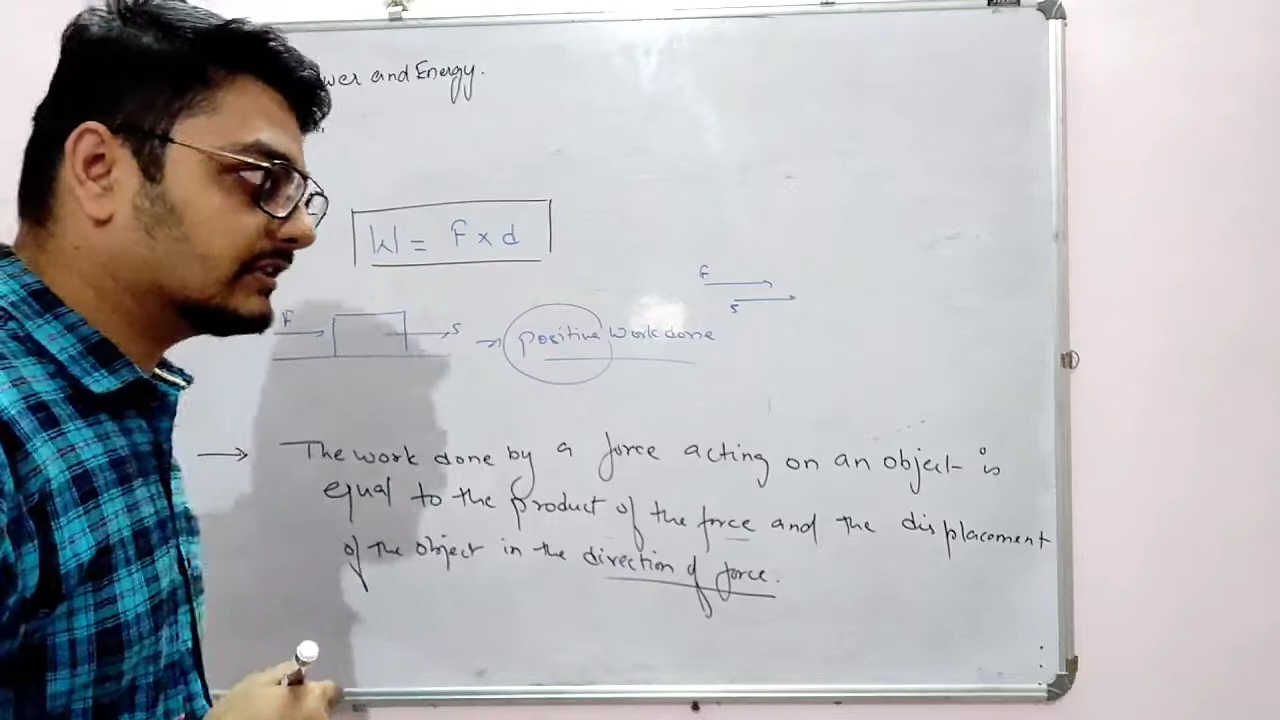 and Energy.
W = F x d
F
S
F
S
→ positive work done
→ The work done by a force acting on an object is
equal to the product of the force and the displacement
of the object in the direction of force.